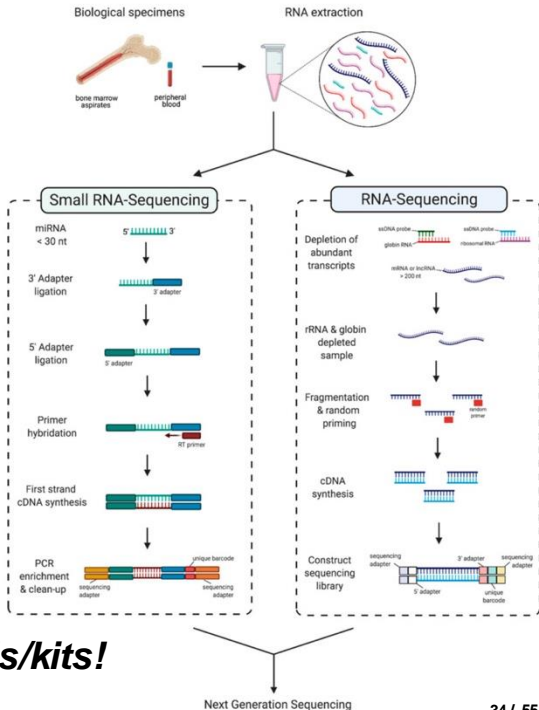 Biological specimens
RNA extraction
bone marrow
aspirates
peripheral
blood
Small RNA-Sequencing
miRNA
< 30 nt
5'
3'
3' Adapter
ligation
3' adapter
5' Adapter
ligation
5' adapter
Primer
hybridation
RT primer
First strand
cDNA synthesis
PCR
enrichment
& clean-up
unique barcode
sequencing
adapter
sequencing
adapter
RNA-Sequencing
Depletion of
abundant
transcripts
ssDNA probe
globin RNA
ssDNA probe
ribosomal RNA
mRNA or lncRNA
> 200 nt
rRNA & globin
depleted
sample
Fragmentation
& random
priming
random
primer
cDNA
synthesis
Construct
sequencing
library
sequencing
adapter
3' adapter
sequencing
adapter
5' adapter
unique
barcode
s/kits!
Next Generation Sequencing